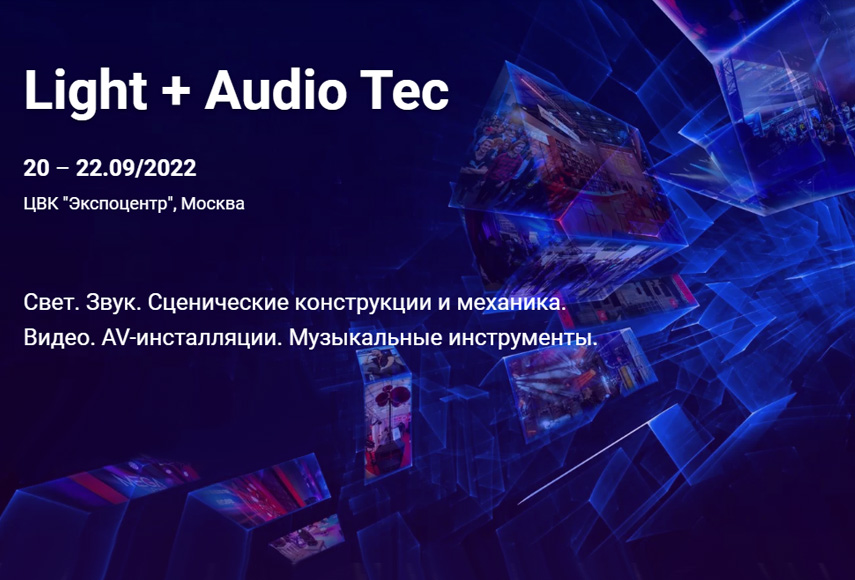 Light + Audio Tec
20 – 22.09/2022
ЦВК "Экспоцентр", Москва
Свет. Звук. Сценические конструкции и механика.
Видео. AV-инсталляции. Музыкальные инструменты.